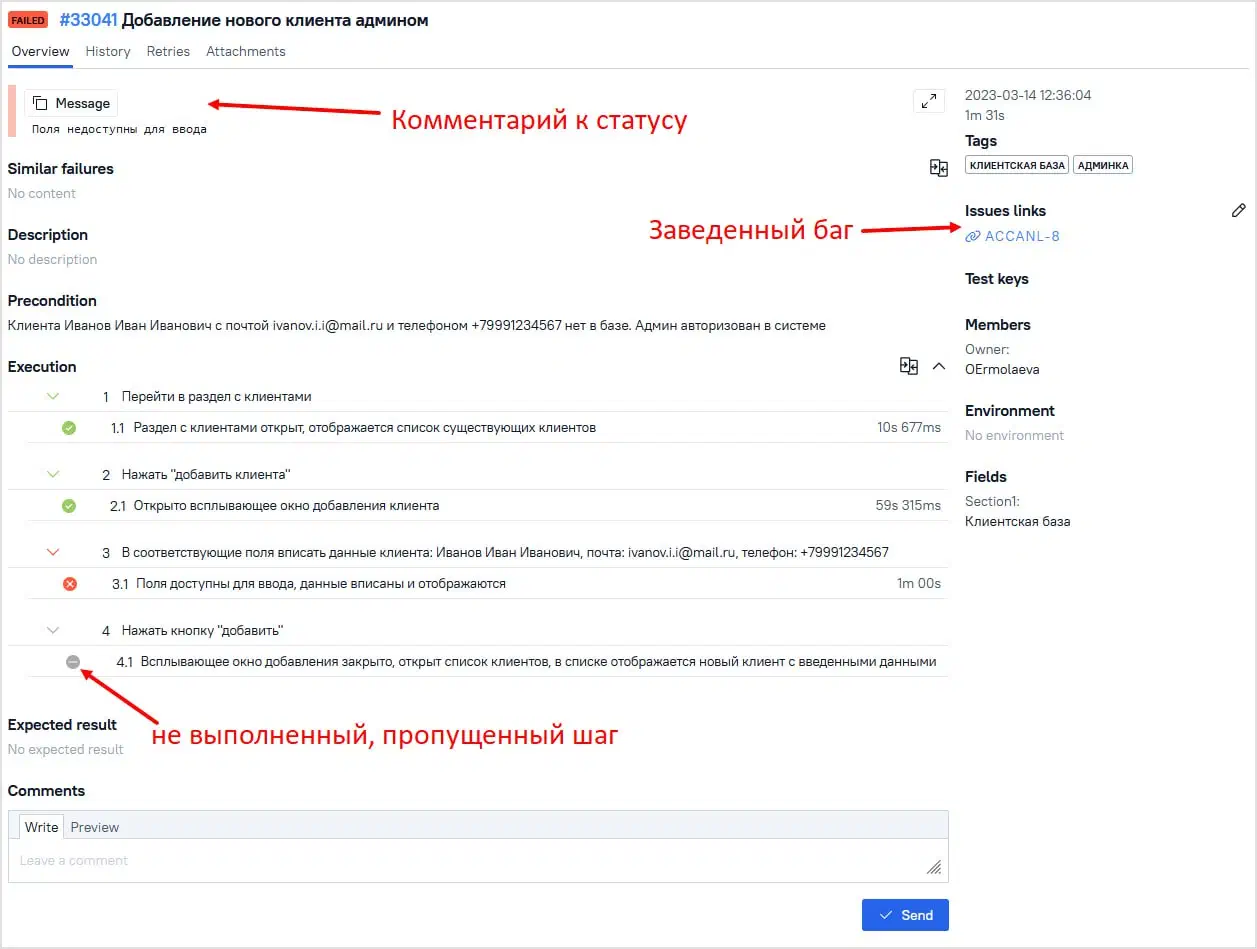 FAILED #33041 Добавление нового клиента админом
Overview History Retries Attachments
Message
Поля недоступны для ввода
Комментарий к статусу
2023-03-14 12:36:04
1m 31s
Tags
КЛИЕНТСКАЯ БАЗА АДМИНКА
Similar failures
No content
Issues links
ACCANL-8
Заведенный баг
Description
No description
Test keys
Precondition
Клиента Иванов Иван Иванович с почтой ivanov.i.i@mail.ru и телефоном +79991234567 нет в базе. Админ авторизован в системе
Members
Owner:
OErmolaeva
Execution
1 Перейти в раздел с клиентами
1.1 Раздел с клиентами открыт, отображается список существующих клиентов 10s 677ms
2 Нажать "добавить клиента"
2.1 Открыто всплывающее окно добавления клиента 59s 315ms
3 В соответствующие поля вписать данные клиента: Иванов Иван Иванович, почта: ivanov.i.i@mail.ru, телефон: +79991234567
3.1 Поля доступны для ввода, данные вписаны и отображаются 1m 00s
4 Нажать кнопку "добавить"
4.1 Всплывающее окно добавления закрыто, открыт список клиентов, в списке отображается новый клиент с введенными данными
Environment
No environment
Fields
Section1:
Клиентская база
Expected result
No expected result
не выполненный, пропущенный шаг
Comments
Write Preview
Leave a comment
Send